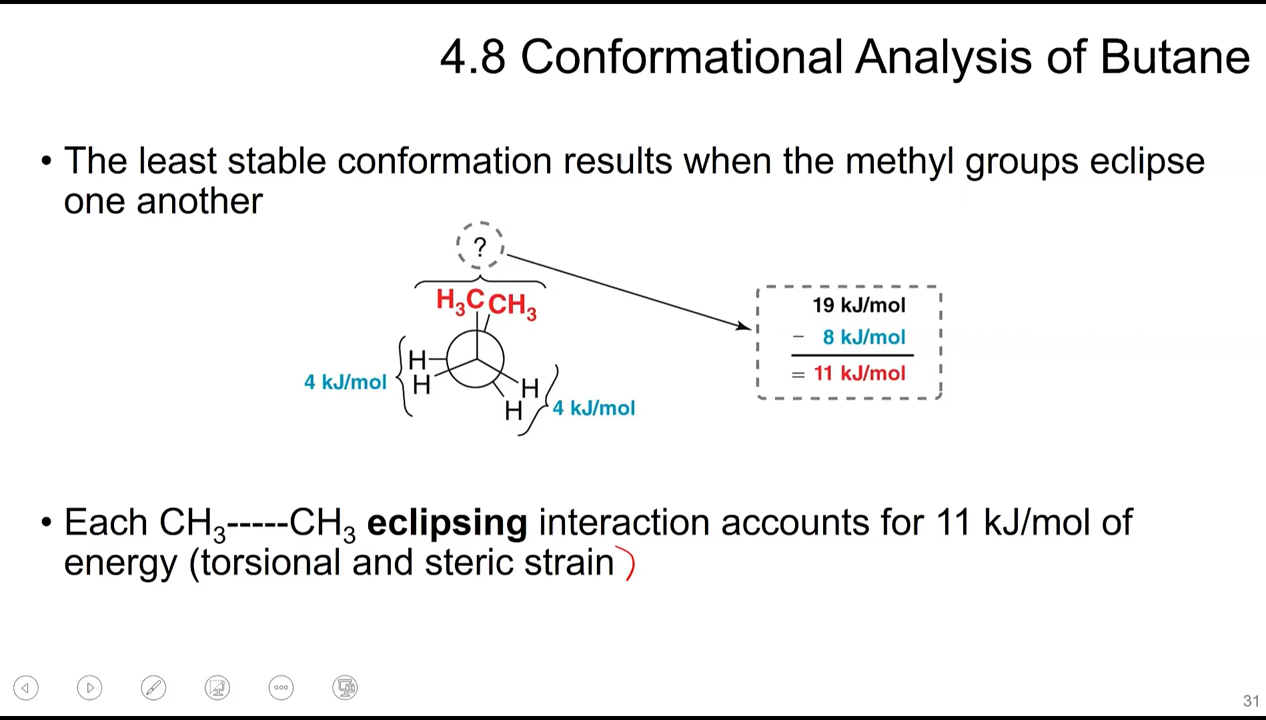 4.8 Conformational Analysis of Butane
• The least stable conformation results when the methyl groups eclipse
one another
?
H₃C CH₃
19 kJ/mol
− 8 kJ/mol
= 11 kJ/mol
H
H
4 kJ/mol
H
H
4 kJ/mol
• Each CH₃-----CH₃ eclipsing interaction accounts for 11 kJ/mol of
energy (torsional and steric strain)
31